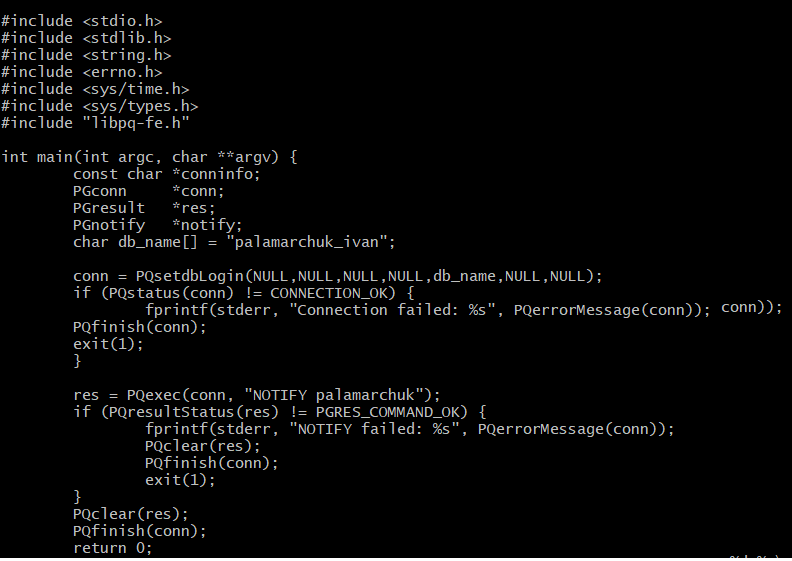 #include <stdio.h>
#include <stdlib.h>
#include <string.h>
#include <errno.h>
#include <sys/time.h>
#include <sys/types.h>
#include "libpq-fe.h"

int main(int argc, char **argv) {
        const char *conninfo;
        PGconn     *conn;
        PGresult   *res;
        PGnotify   *notify;
        char db_name[] = "palamarchuk_ivan";

        conn = PQsetdbLogin(NULL,NULL,NULL,NULL,db_name,NULL,NULL);
        if (PQstatus(conn) != CONNECTION_OK) {
                fprintf(stderr, "Connection failed: %s", PQerrorMessage(conn)); conn));
        PQfinish(conn);
        exit(1);
        }

        res = PQexec(conn, "NOTIFY palamarchuk");
        if (PQresultStatus(res) != PGRES_COMMAND_OK) {
                fprintf(stderr, "NOTIFY failed: %s", PQerrorMessage(conn));
                PQclear(res);
                PQfinish(conn);
                exit(1);
        }
        PQclear(res);
        PQfinish(conn);
        return 0;